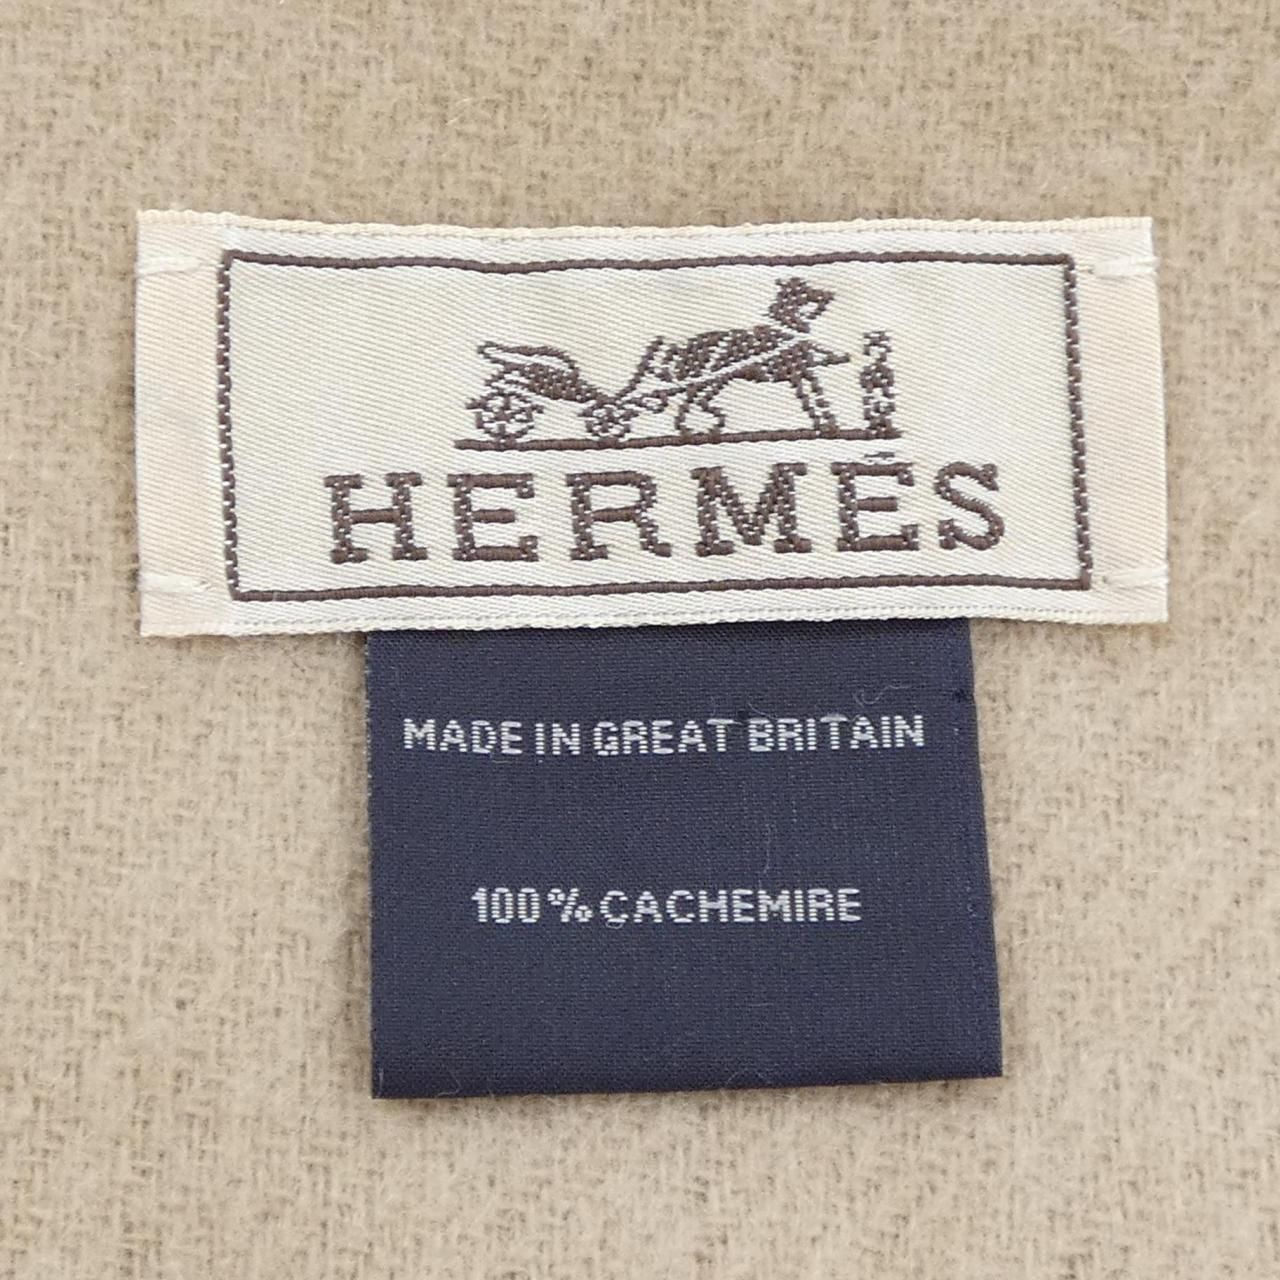 HERMÈS
MADE IN GREAT BRITAIN
100% CACHEMIRE